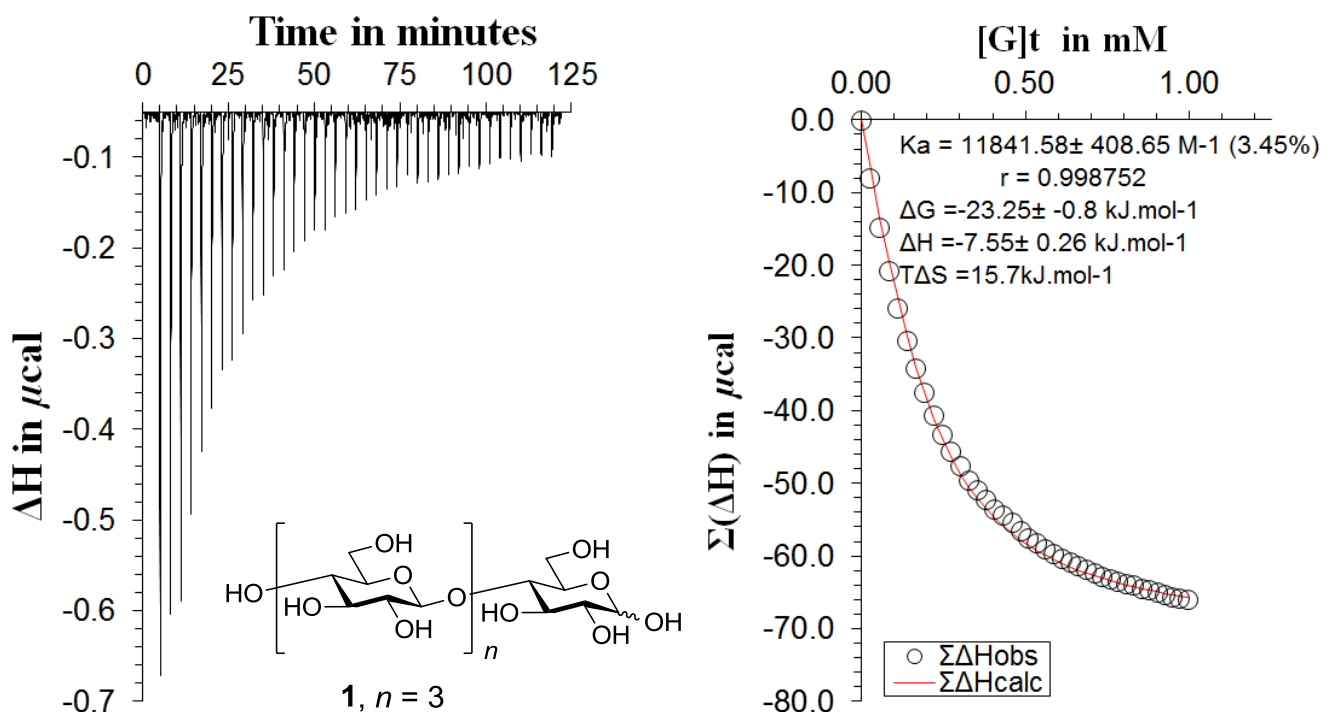 Time in minutes
0 25 50 75 100 125
-0.1
-0.2
-0.3
-0.4
-0.5
-0.6
-0.7
ΔH in μcal
OH
HO
O
HO
OH
O
n
OH
O
HO
OH
OH
1, n = 3
[G]t in mM
0.00 0.50 1.00
0.0
-10.0
-20.0
-30.0
-40.0
-50.0
-60.0
-70.0
-80.0
Σ(ΔH) in μcal
Ka = 11841.58± 408.65 M-1 (3.45%)
r = 0.998752
ΔG =-23.25± -0.8 kJ.mol-1
ΔH =-7.55± 0.26 kJ.mol-1
TΔS =15.7kJ.mol-1
ΣΔHobs
ΣΔHcalc